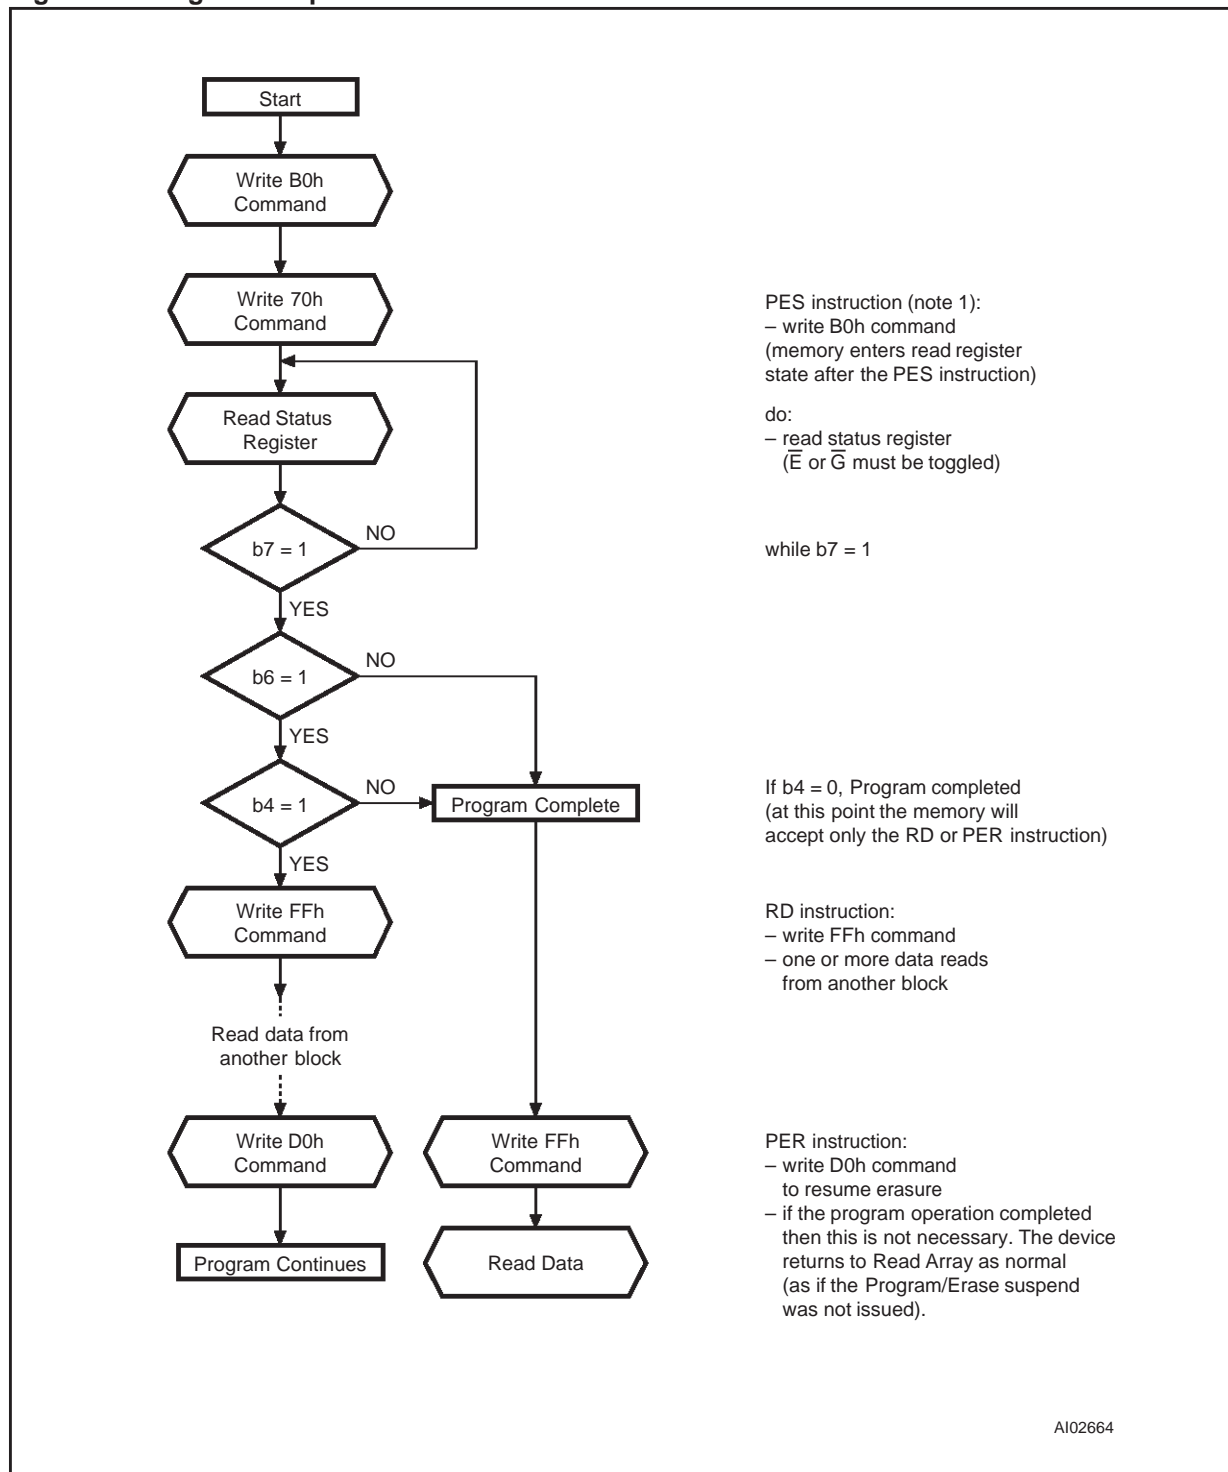 Start
Write B0h
Command
Write 70h
Command
PES instruction (note 1):
– write B0h command
(memory enters read register
state after the PES instruction)
Read Status
Register
do:
– read status register
(E̅ or G̅ must be toggled)
b7 = 1
NO
while b7 = 1
YES
b6 = 1
NO
YES
b4 = 1
NO
Program Complete
If b4 = 0, Program completed
(at this point the memory will
accept only the RD or PER instruction)
YES
Write FFh
Command
RD instruction:
– write FFh command
– one or more data reads
from another block
Read data from
another block
Write D0h
Command
Write FFh
Command
PER instruction:
– write D0h command
to resume erasure
– if the program operation completed
then this is not necessary. The device
returns to Read Array as normal
(as if the Program/Erase suspend
was not issued).
Program Continues
Read Data
AI02664